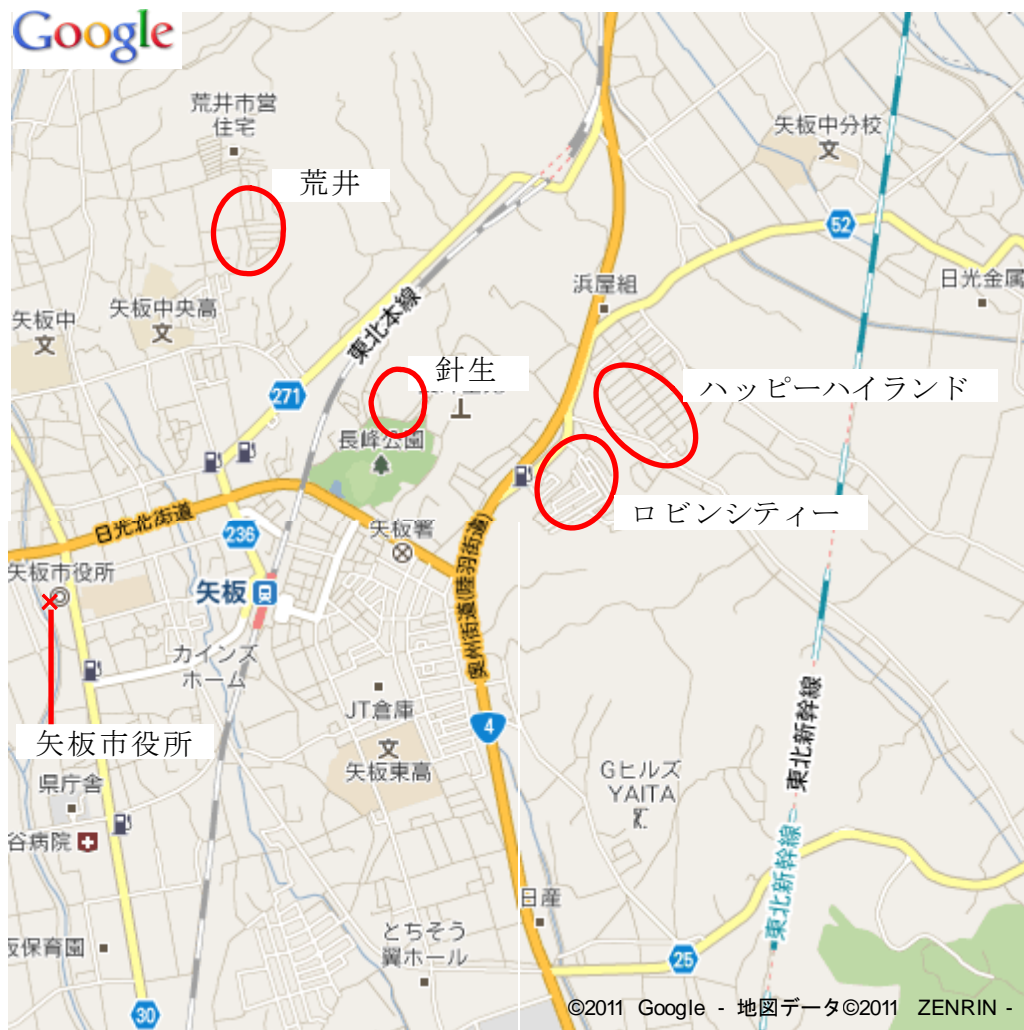 Google
荒井市営
住宅
矢板中分校
荒井
52
日光金属
浜屋組
矢板中央高
矢板中
東北本線
針生
ハッピーハイランド
271
長峰公園
ロビンシティー
日光北街道
矢板署
236
矢板市役所
矢板
奥州街道(陸羽街道)
カインズ
ホーム
JT倉庫
4
矢板市役所
矢板東高
Gヒルズ
YAITA
東北新幹線
県庁舎
谷病院
東北新幹線
日産
とちそう
翼ホール
坂保育園
25
30
©2011 Google - 地図データ©2011 ZENRIN -